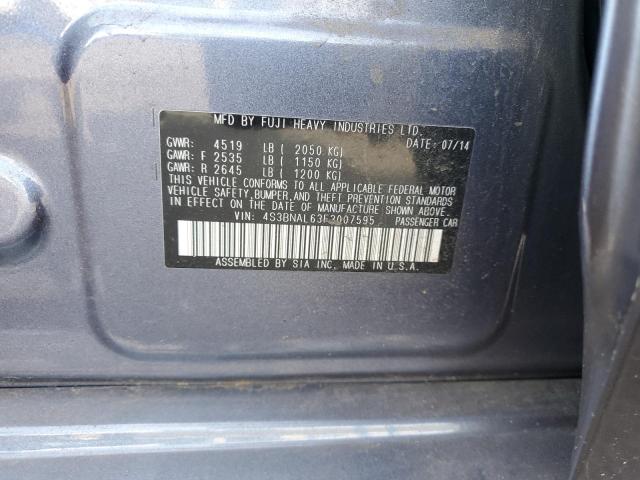 MFD BY FUJI HEAVY INDUSTRIES LTD.
GVWR: 4519 LB ( 2050 KG) DATE: 07/14
GAWR: F 2535 LB ( 1150 KG)
GAWR: R 2645 LB ( 1200 KG)
THIS VEHICLE CONFORMS TO ALL APPLICABLE FEDERAL MOTOR
VEHICLE SAFETY, BUMPER, AND THEFT PREVENTION STANDARDS
IN EFFECT ON THE DATE OF MANUFACTURE SHOWN ABOVE.
VIN: 4S3BNAL63F3007595 PASSENGER CAR
ASSEMBLED BY SIA INC. MADE IN U.S.A.